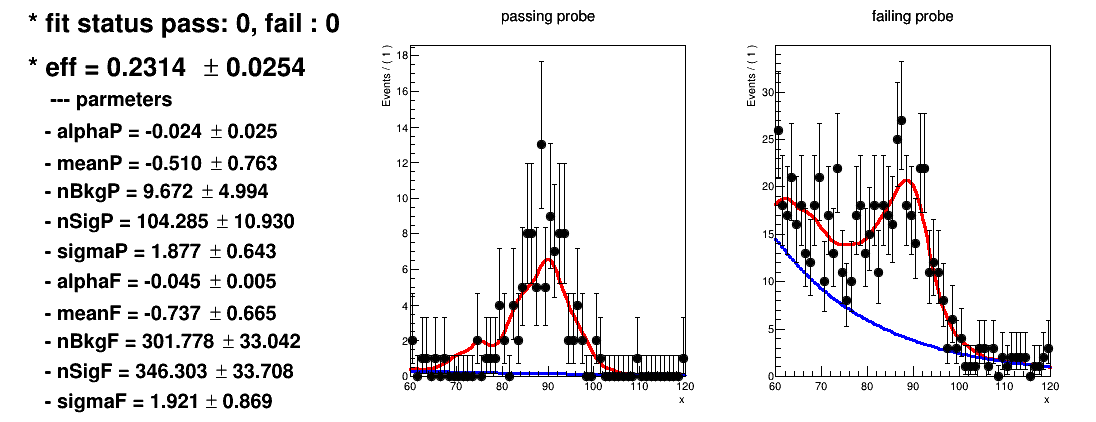 * fit status pass: 0, fail : 0
* eff = 0.2314 ± 0.0254
--- parmeters
- alphaP = -0.024 ± 0.025
- meanP = -0.510 ± 0.763
- nBkgP = 9.672 ± 4.994
- nSigP = 104.285 ± 10.930
- sigmaP = 1.877 ± 0.643
- alphaF = -0.045 ± 0.005
- meanF = -0.737 ± 0.665
- nBkgF = 301.778 ± 33.042
- nSigF = 346.303 ± 33.708
- sigmaF = 1.921 ± 0.869
passing probe
Events / ( 1 )
18
16
14
12
10
8
6
4
2
0
60 70 80 90 100 110 120
x
failing probe
Events / ( 1 )
30
25
20
15
10
5
0
60 70 80 90 100 110 120
x